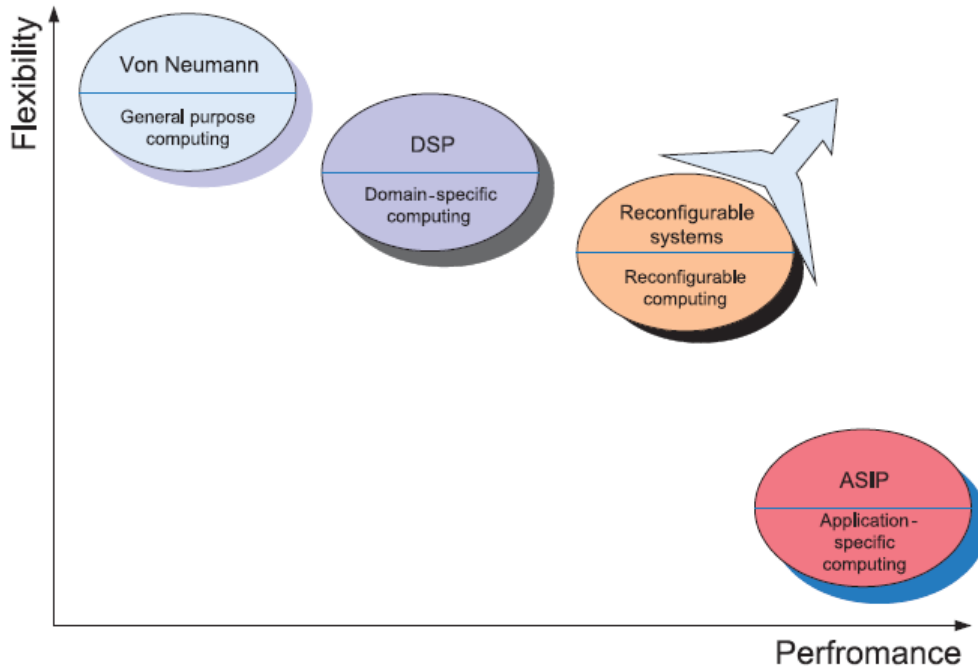 Flexibility
Von Neumann
General purpose
computing
DSP
Domain-specific
computing
Reconfigurable
systems
Reconfigurable
computing
ASIP
Application-
specific
computing
Perfromance